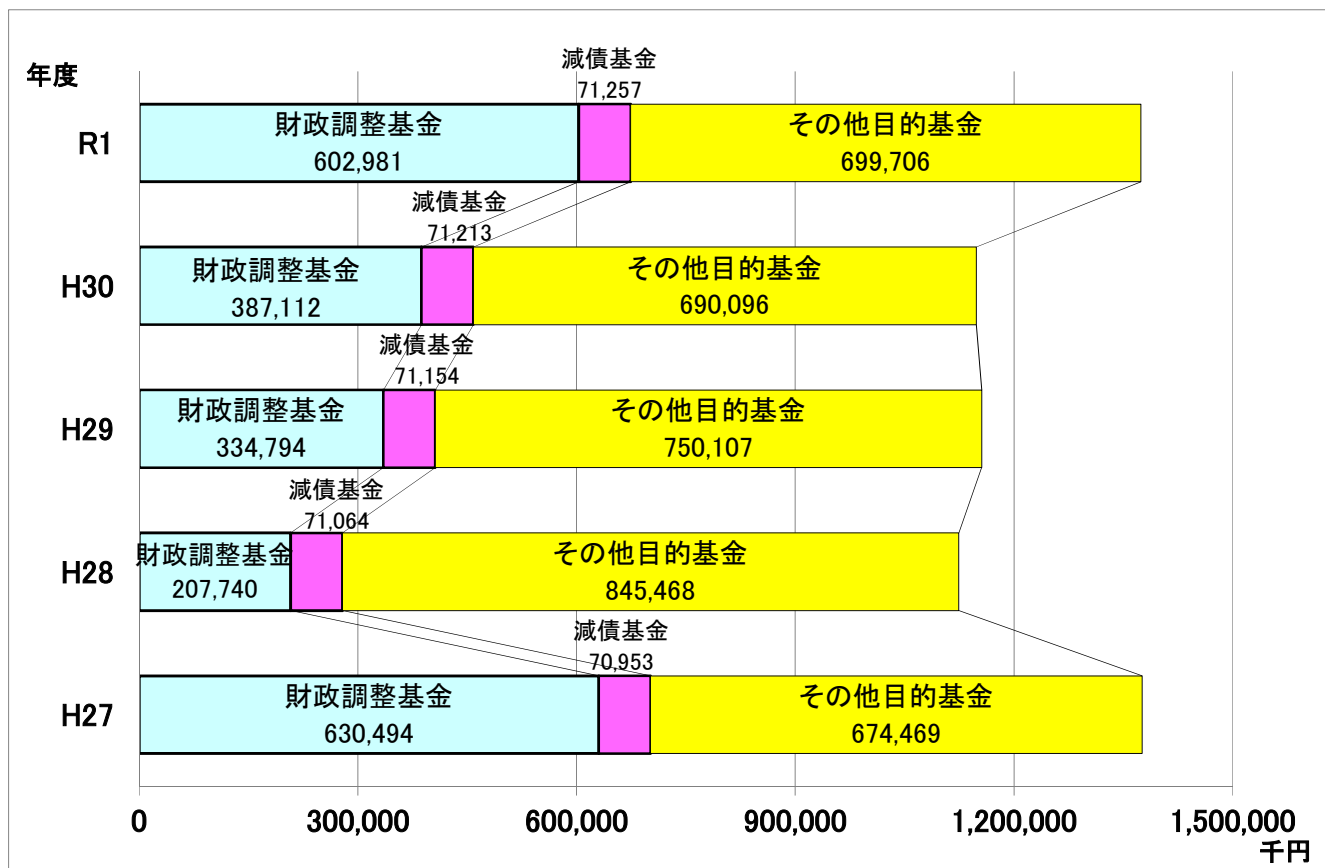 年度
減債基金
71,257
R1
財政調整基金
602,981
その他目的基金
699,706
減債基金
71,213
H30
財政調整基金
387,112
その他目的基金
690,096
減債基金
71,154
H29
財政調整基金
334,794
その他目的基金
750,107
減債基金
71,064
H28
財政調整基金
207,740
その他目的基金
845,468
減債基金
70,953
H27
財政調整基金
630,494
その他目的基金
674,469
0 300,000 600,000 900,000 1,200,000 1,500,000
千円